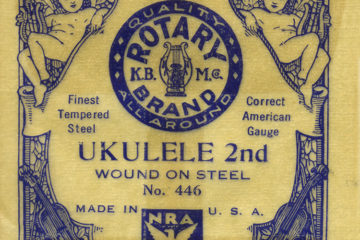 QUALITY
ROTARY
K.B. M.Co.
BRAND
ALL AROUND
Finest
Tempered
Steel
Correct
American
Gauge
UKULELE 2nd
WOUND ON STEEL
No. 446
MADE IN U. S. A.
NRA